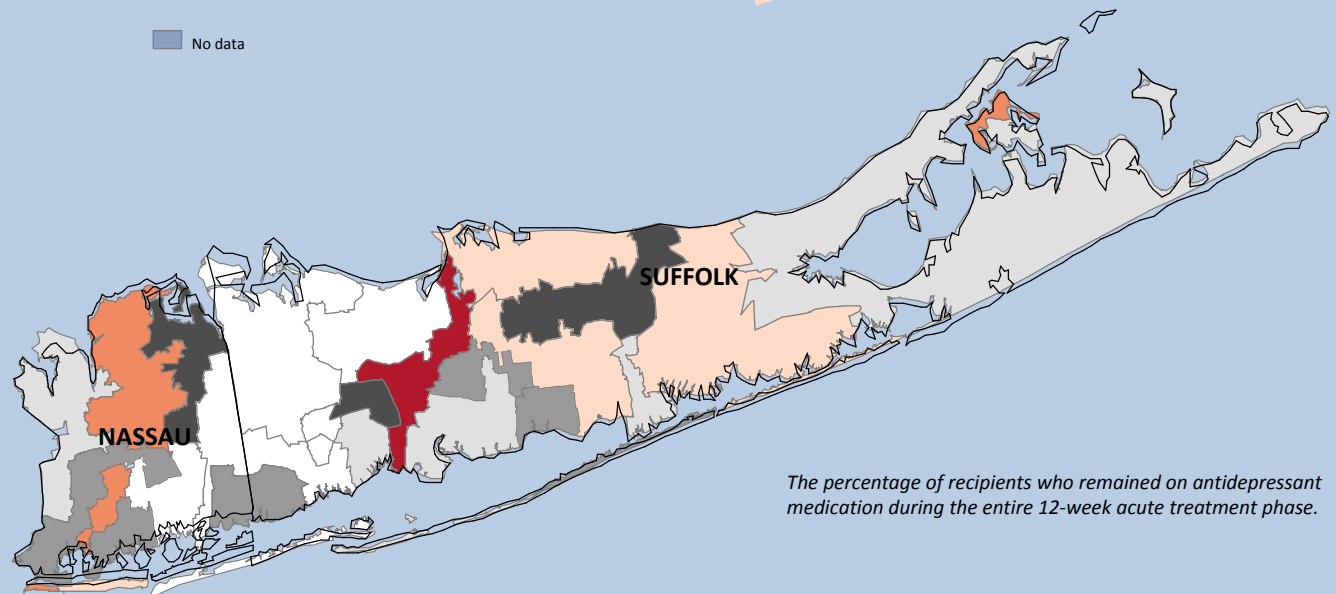 No data
SUFFOLK
NASSAU
The percentage of recipients who remained on antidepressant
medication during the entire 12-week acute treatment phase.